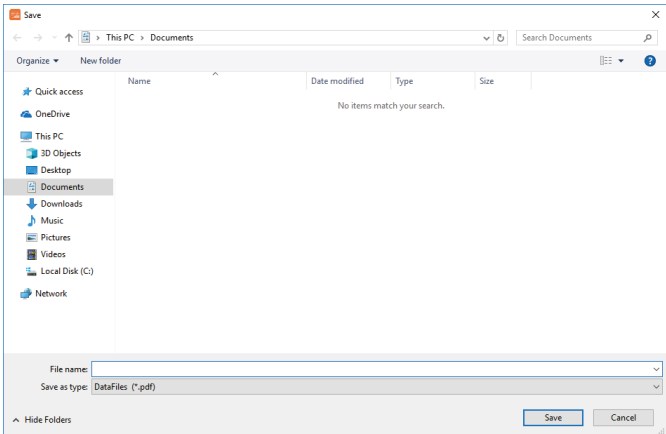 Save
This PC > Documents
Search Documents
Organize
New folder
Name
Date modified
Type
Size
No items match your search.
Quick access
OneDrive
This PC
3D Objects
Desktop
Documents
Downloads
Music
Pictures
Videos
Local Disk (C:)
Network
File name:
Save as type: DataFiles (*.pdf)
Hide Folders
Save
Cancel